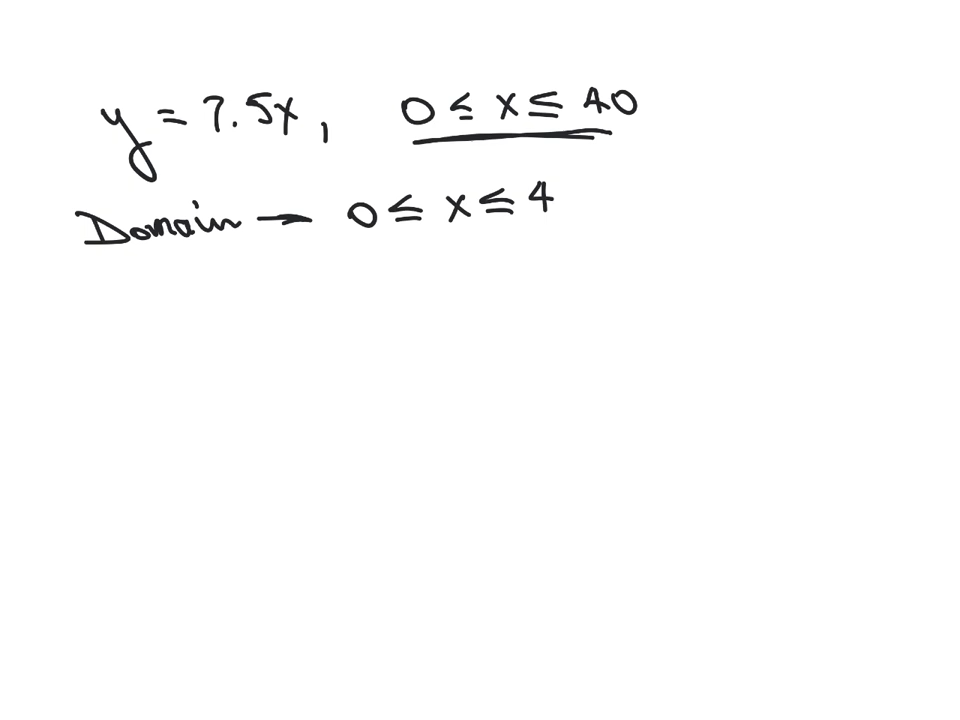 y = 7.5x, 0 ≤ x ≤ 40
Domain → 0 ≤ x ≤ 4